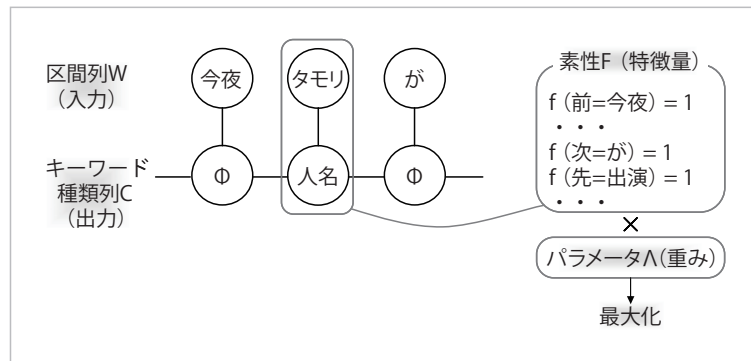 区間列W
(入力)
今夜
タモリ
が
キーワード
種類列C
(出力)
Φ
人名
Φ
素性F(特徴量)
f(前=今夜)= 1
・・・
f(次=が)= 1
f(先=出演)= 1
・・・
×
パラメータΛ(重み)
最大化